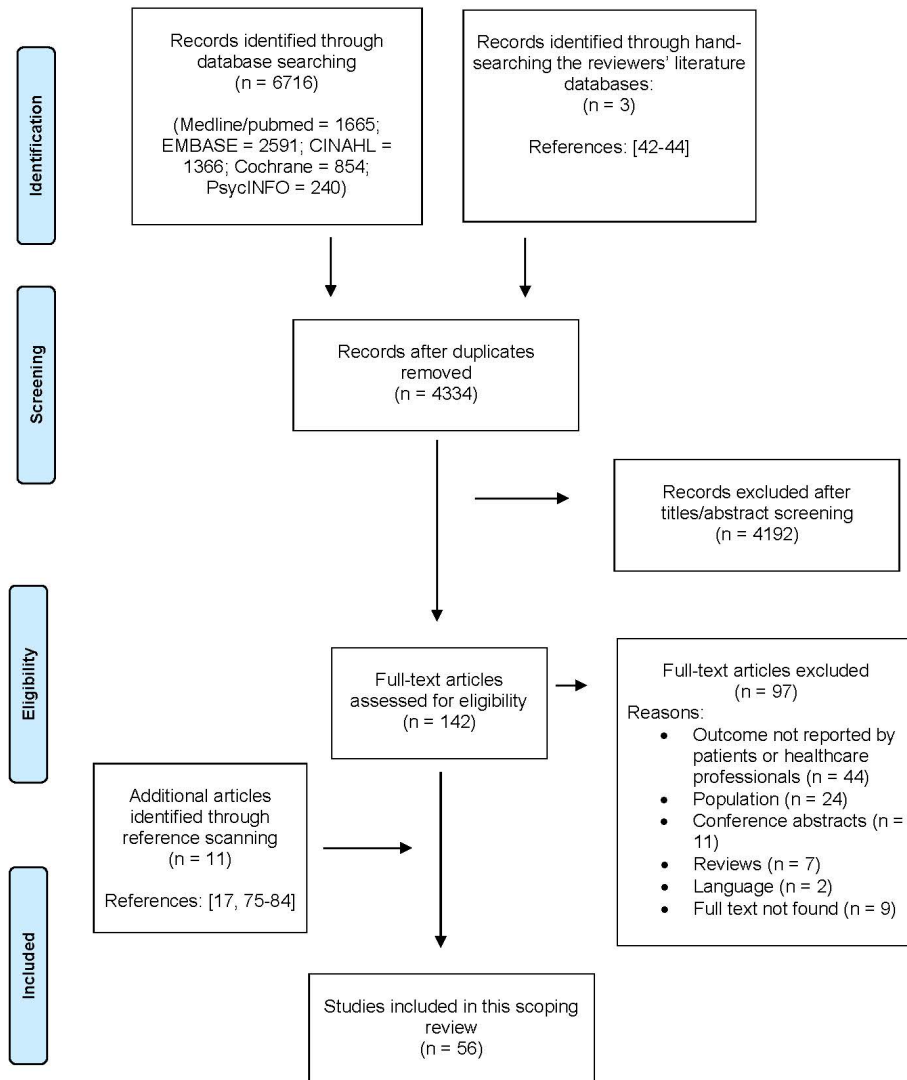 Identification
Records identified through
database searching
(n = 6716)
(Medline/pubmed = 1665;
EMBASE = 2591; CINAHL =
1366; Cochrane = 854;
PsycINFO = 240)
Records identified through hand-
searching the reviewers’ literature
databases:
(n = 3)
References: [42-44]
Screening
Records after duplicates
removed
(n = 4334)
Records excluded after
titles/abstract screening
(n = 4192)
Eligibility
Full-text articles
assessed for eligibility
(n = 142)
Full-text articles excluded
(n = 97)
Reasons:
• Outcome not reported by
patients or healthcare
professionals (n = 44)
• Population (n = 24)
• Conference abstracts (n =
11)
• Reviews (n = 7)
• Language (n = 2)
• Full text not found (n = 9)
Additional articles
identified through
reference scanning
(n = 11)
References: [17, 75-84]
Included
Studies included in this scoping
review
(n = 56)